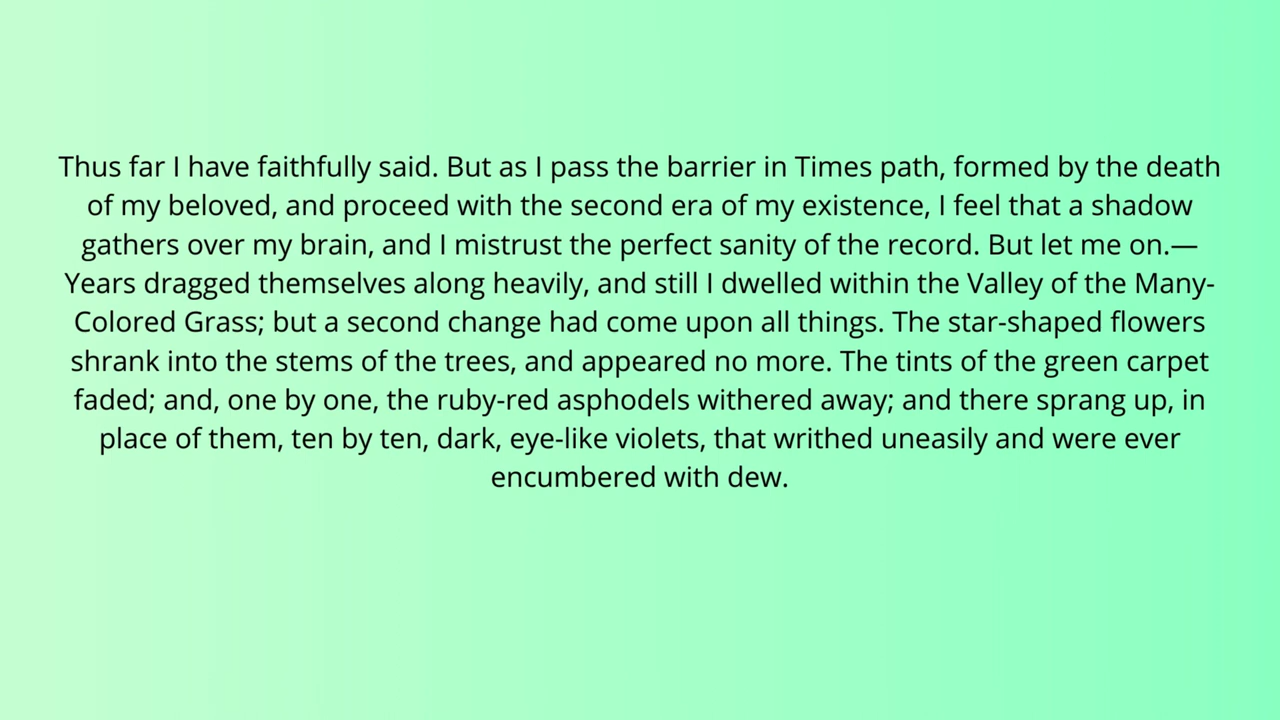 Thus far I have faithfully said. But as I pass the barrier in Times path, formed by the death
of my beloved, and proceed with the second era of my existence, I feel that a shadow
gathers over my brain, and I mistrust the perfect sanity of the record. But let me on.—
Years dragged themselves along heavily, and still I dwelled within the Valley of the Many-
Colored Grass; but a second change had come upon all things. The star-shaped flowers
shrank into the stems of the trees, and appeared no more. The tints of the green carpet
faded; and, one by one, the ruby-red asphodels withered away; and there sprang up, in
place of them, ten by ten, dark, eye-like violets, that writhed uneasily and were ever
encumbered with dew.